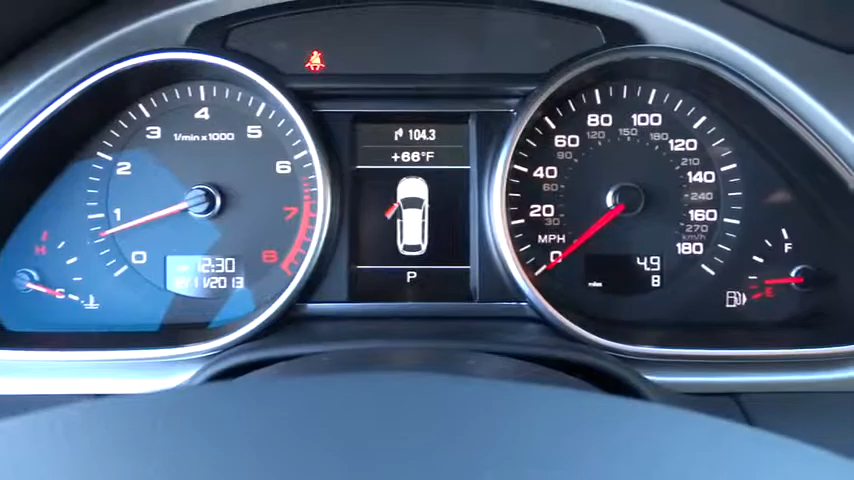 1/min x 1000
0 1 2 3 4 5 6 7 8
H
C
12:30
/11/2013
104.3
+66°F
P
0 20 40 60 80 100 120 140 160 180
30 60 90 120 150 180 210 240 270
km/h
MPH
4.9
miles
8
F
E